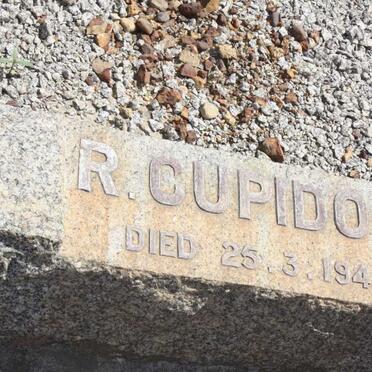 R. CUPIDO
DIED 25.3.194